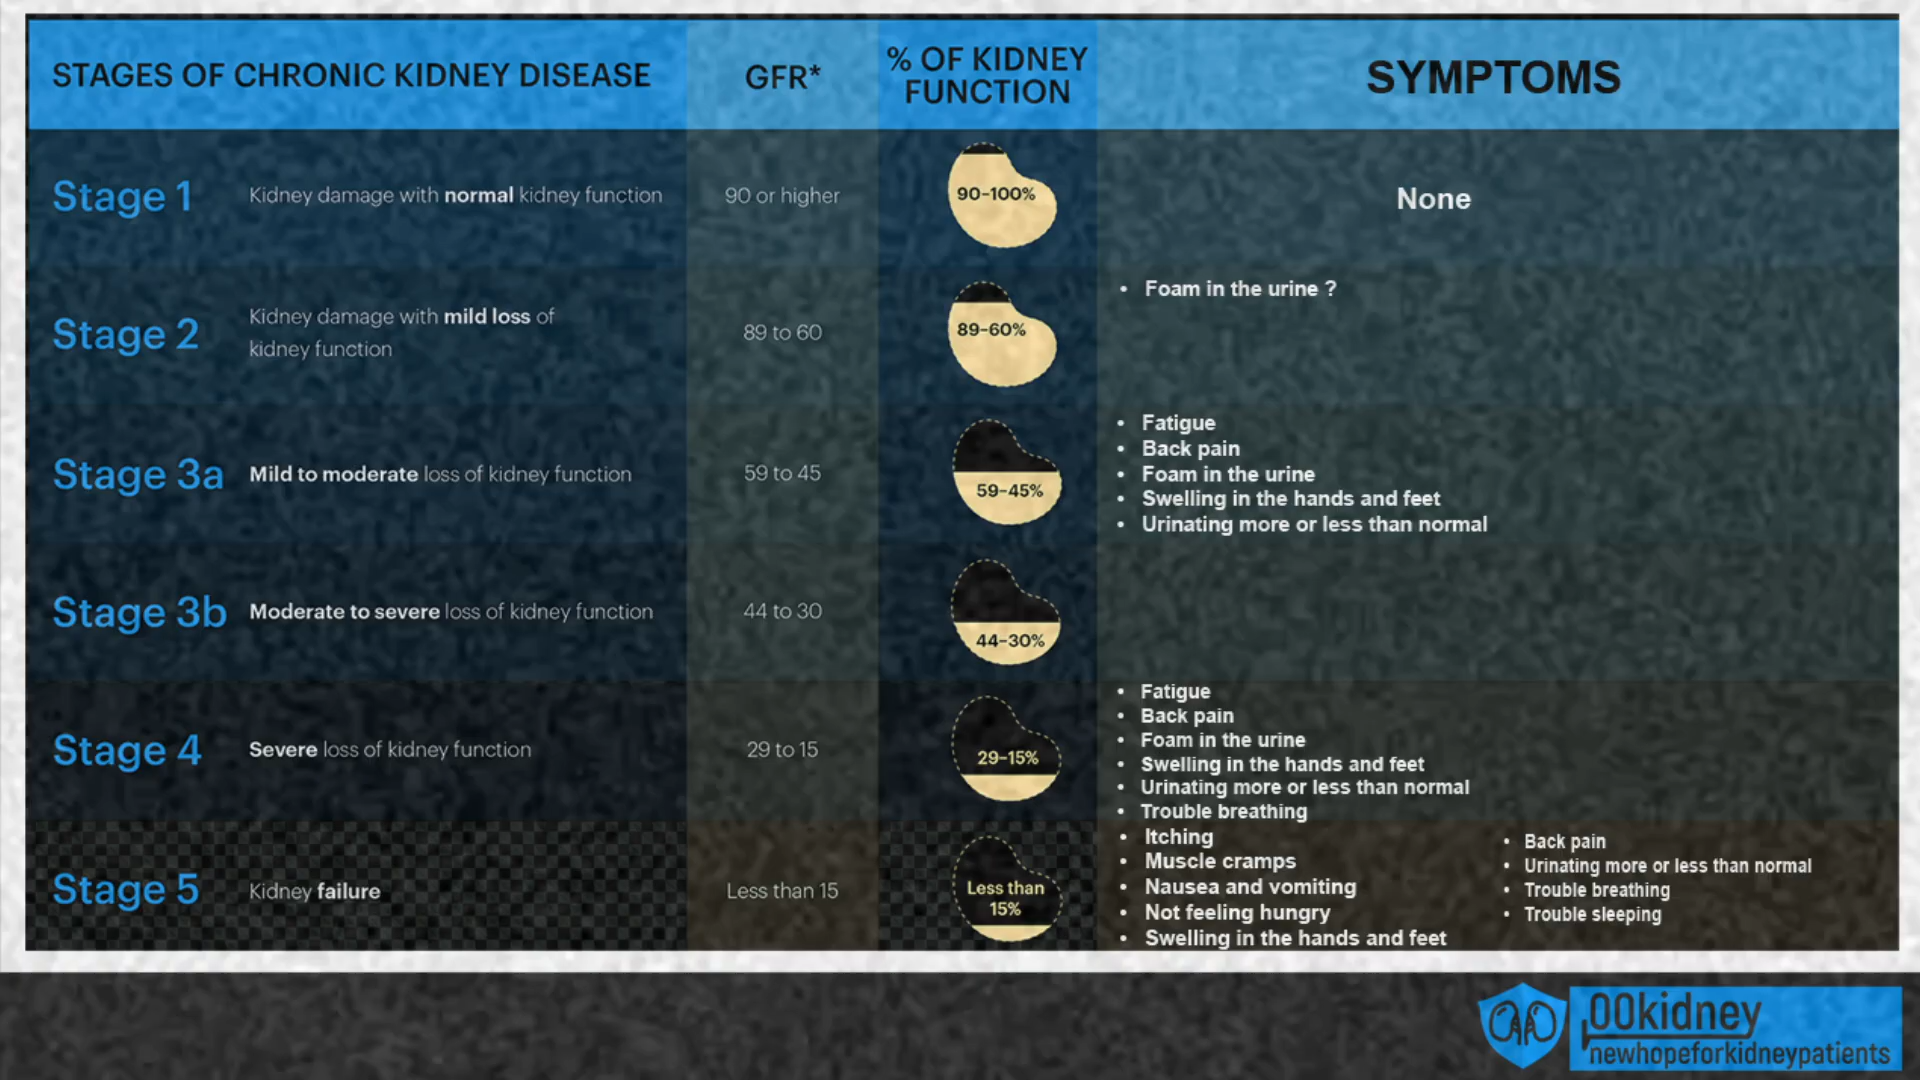 STAGES OF CHRONIC KIDNEY DISEASE
GFR*
% OF KIDNEY
FUNCTION
SYMPTOMS
Stage 1
Kidney damage with normal kidney function
90 or higher
90-100%
None
Stage 2
Kidney damage with mild loss of
kidney function
89 to 60
89-60%
• Foam in the urine ?
Stage 3a
Mild to moderate loss of kidney function
59 to 45
59-45%
• Fatigue
• Back pain
• Foam in the urine
• Swelling in the hands and feet
• Urinating more or less than normal
Stage 3b
Moderate to severe loss of kidney function
44 to 30
44-30%
Stage 4
Severe loss of kidney function
29 to 15
29-15%
• Fatigue
• Back pain
• Foam in the urine
• Swelling in the hands and feet
• Urinating more or less than normal
• Trouble breathing
Stage 5
Kidney failure
Less than 15
Less than
15%
• Itching
• Muscle cramps
• Nausea and vomiting
• Not feeling hungry
• Swelling in the hands and feet
• Back pain
• Urinating more or less than normal
• Trouble breathing
• Trouble sleeping
00kidney
newhopeforkidneypatients